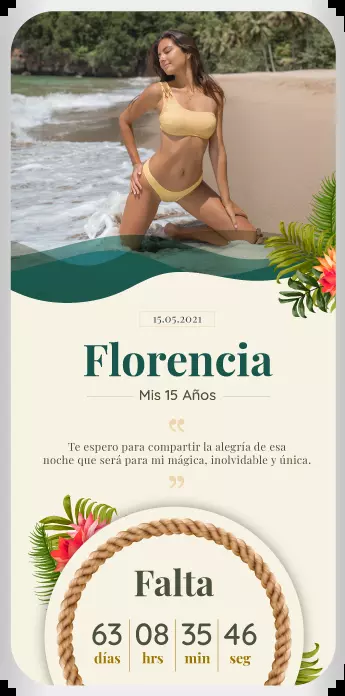 15.05.2021
Florencia
Mis 15 Años
“
Te espero para compartir la alegría de esa
noche que será para mi mágica, inolvidable y única.
”
Falta
63 08 35 46
días hrs min seg